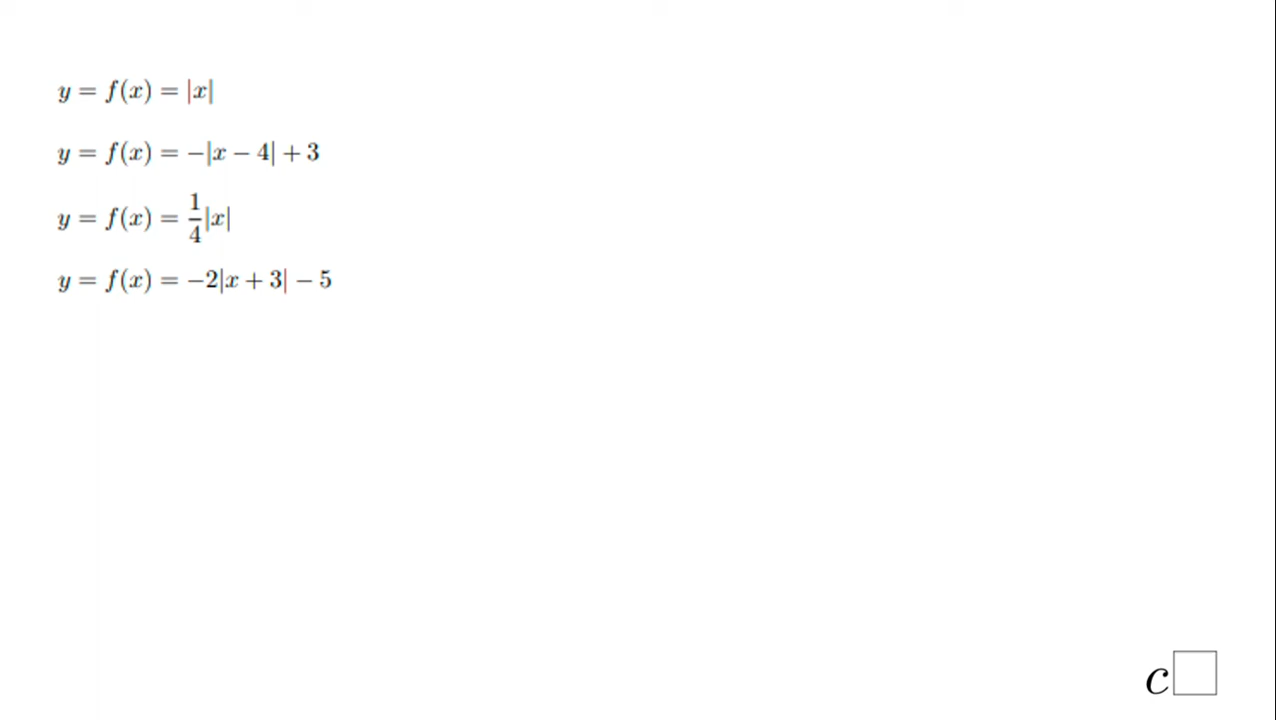 y = f(x) = |x|
y = f(x) = −|x − 4| + 3
y = f(x) = 1/4|x|
y = f(x) = −2|x + 3| − 5
c□